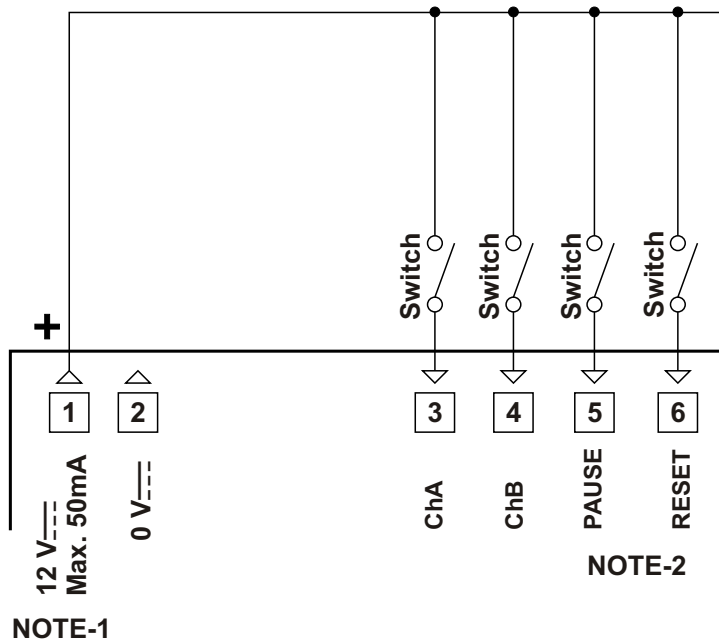 Switch
Switch
Switch
Switch
+
1
2
3
4
5
6
12 V
Max. 50mA
0 V
ChA
ChB
PAUSE
RESET
NOTE-2
NOTE-1